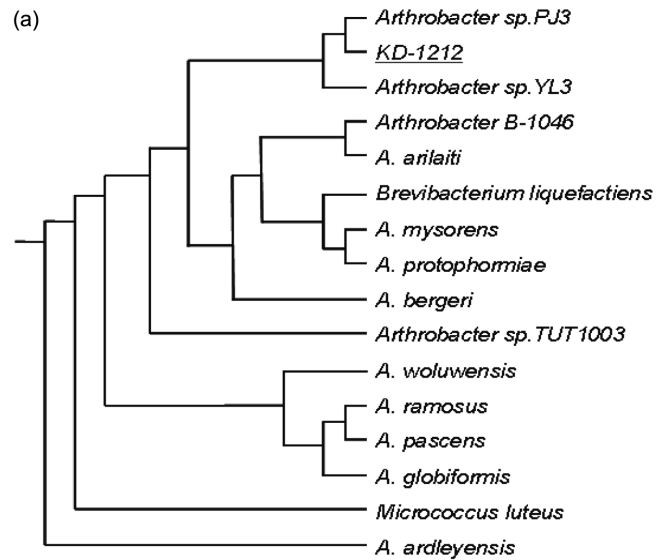 (a)
Arthrobacter sp.PJ3
KD-1212
Arthrobacter sp.YL3
Arthrobacter B-1046
A. arilaiti
Brevibacterium liquefactiens
A. mysorens
A. protophormiae
A. bergeri
Arthrobacter sp.TUT1003
A. woluwensis
A. ramosus
A. pascens
A. globiformis
Micrococcus luteus
A. ardleyensis